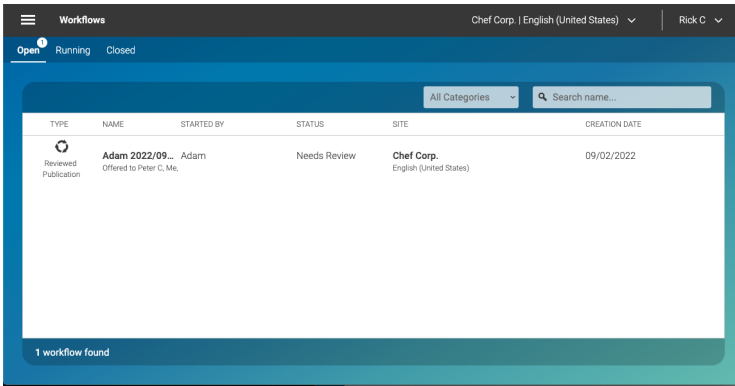 Workflows
Chef Corp. | English (United States)
Rick C
Open 1
Running
Closed
All Categories
Search name...
TYPE NAME STARTED BY STATUS SITE CREATION DATE
Reviewed
Publication
Adam 2022/09...
Offered to Peter C, Me,
Adam
Needs Review
Chef Corp.
English (United States)
09/02/2022
1 workflow found